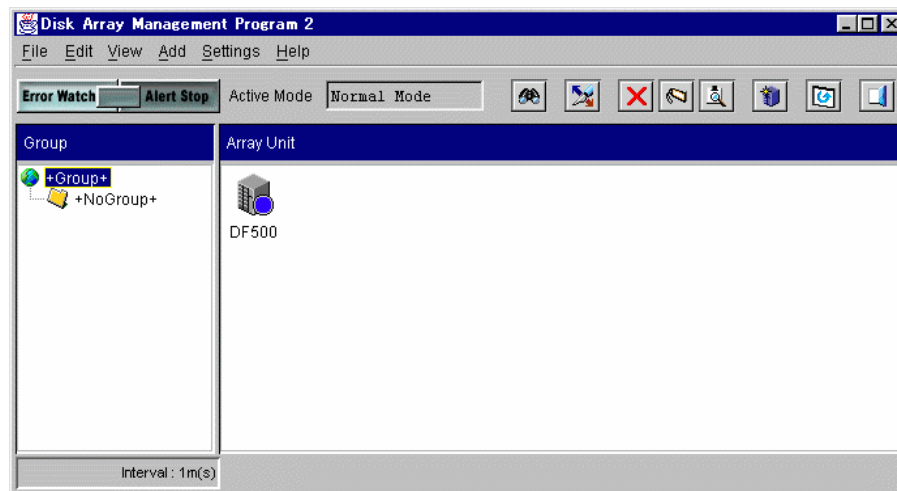 Disk Array Management Program 2
File Edit View Add Settings Help
Error Watch Alert Stop Active Mode Normal Mode
Group Array Unit
+Group+
+NoGroup+
DF500
Interval : 1m(s)